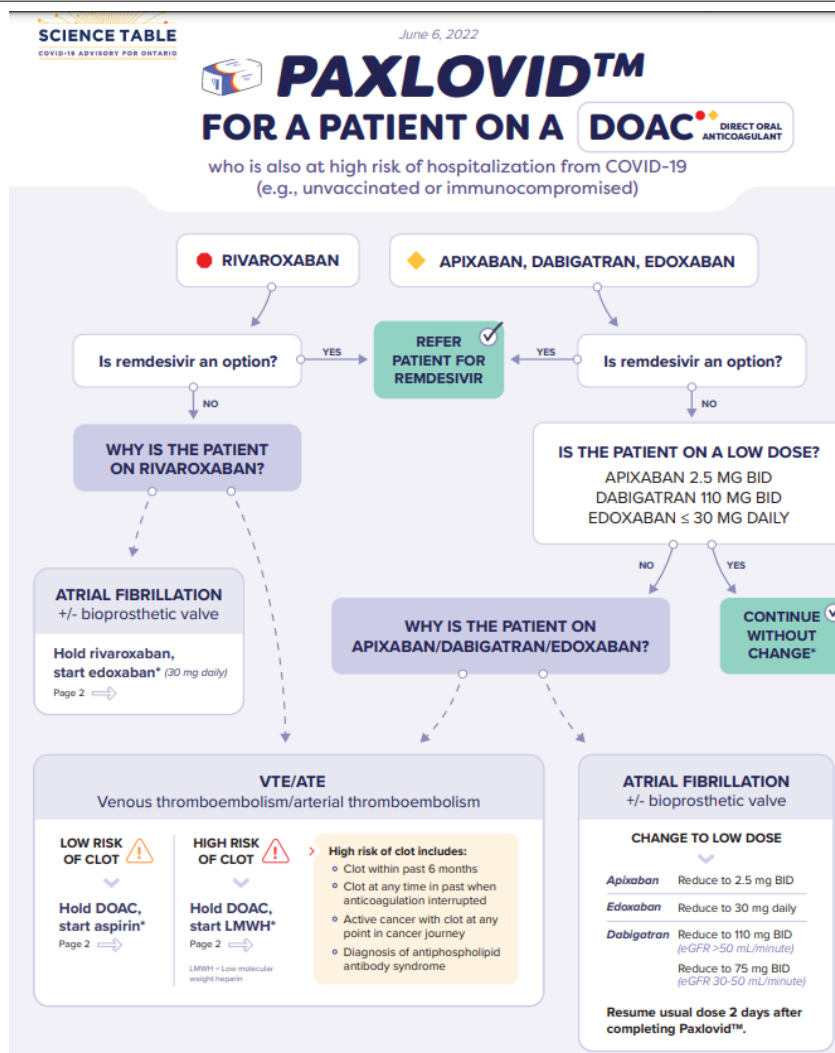 SCIENCE TABLE
COVID-19 ADVISORY FOR ONTARIO
June 6, 2022
PAXLOVID™
FOR A PATIENT ON A DOAC DIRECT ORAL
ANTICOAGULANT
who is also at high risk of hospitalization from COVID-19
(e.g., unvaccinated or immunocompromised)
RIVAROXABAN
APIXABAN, DABIGATRAN, EDOXABAN
Is remdesivir an option?
YES
REFER
PATIENT FOR
REMDESIVIR
YES
Is remdesivir an option?
NO
NO
WHY IS THE PATIENT
ON RIVAROXABAN?
IS THE PATIENT ON A LOW DOSE?
APIXABAN 2.5 MG BID
DABIGATRAN 110 MG BID
EDOXABAN ≤ 30 MG DAILY
NO
YES
ATRIAL FIBRILLATION
+/- bioprosthetic valve
Hold rivaroxaban,
start edoxaban* (30 mg daily)
Page 2
WHY IS THE PATIENT ON
APIXABAN/DABIGATRAN/EDOXABAN?
CONTINUE
WITHOUT
CHANGE*
VTE/ATE
Venous thromboembolism/arterial thromboembolism
LOW RISK
OF CLOT
Hold DOAC,
start aspirin*
Page 2
HIGH RISK
OF CLOT
Hold DOAC,
start LMWH*
Page 2
LMWH = Low molecular
weight heparin
High risk of clot includes:
Clot within past 6 months
Clot at any time in past when
anticoagulation interrupted
Active cancer with clot at any
point in cancer journey
Diagnosis of antiphospholipid
antibody syndrome
ATRIAL FIBRILLATION
+/- bioprosthetic valve
CHANGE TO LOW DOSE
Apixaban Reduce to 2.5 mg BID
Edoxaban Reduce to 30 mg daily
Dabigatran Reduce to 110 mg BID
(eGFR >50 mL/minute)
Reduce to 75 mg BID
(eGFR 30-50 mL/minute)
Resume usual dose 2 days after
completing Paxlovid™.